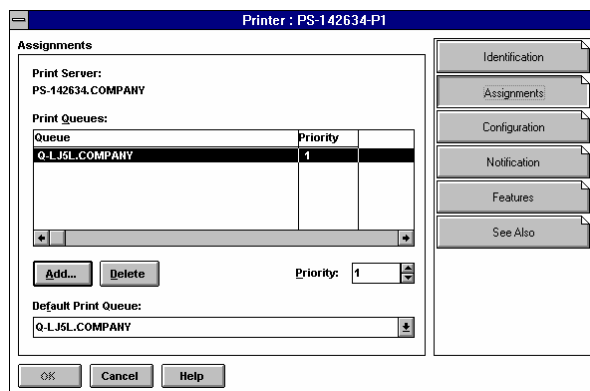 Printer : PS-142634-P1
Assignments
Print Server:
PS-142634.COMPANY
Print Queues:
Queue Priority
Q-LJ5L.COMPANY 1
Add... Delete Priority: 1
Default Print Queue:
Q-LJ5L.COMPANY
OK Cancel Help
Identification
Assignments
Configuration
Notification
Features
See Also